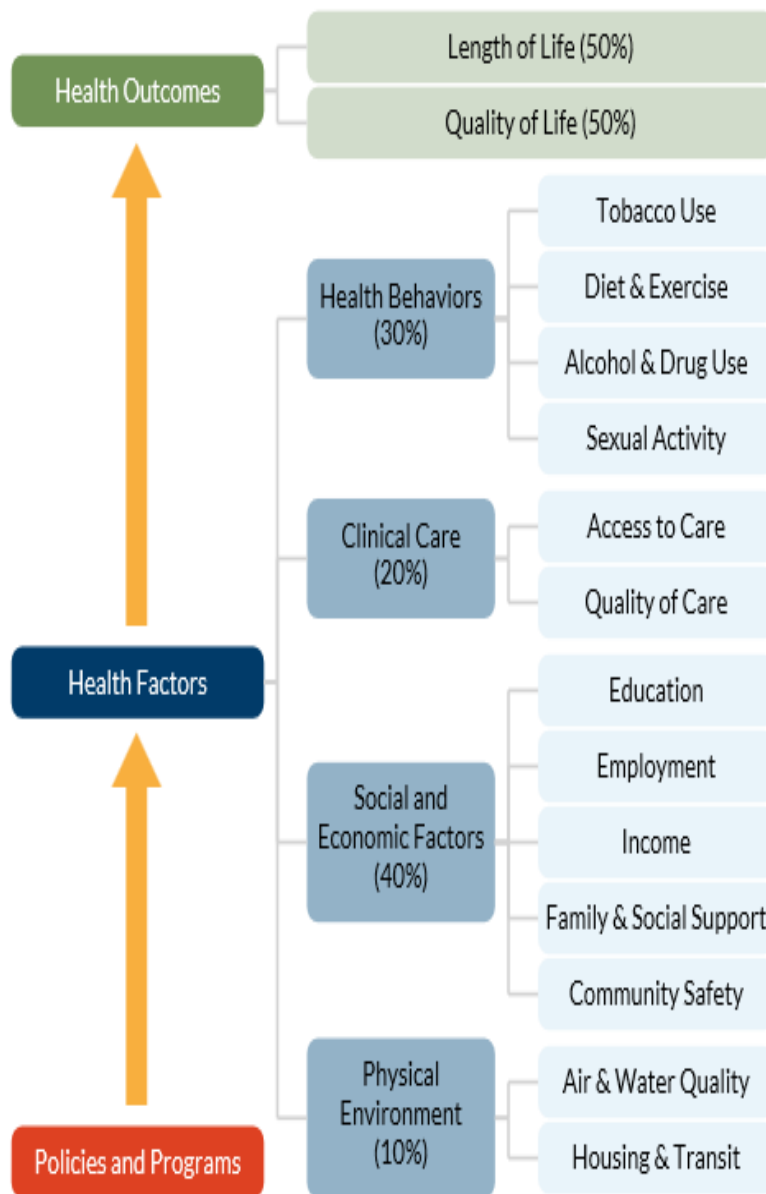 Health Outcomes
Length of Life (50%)
Quality of Life (50%)
Health Factors
Health Behaviors
(30%)
Tobacco Use
Diet & Exercise
Alcohol & Drug Use
Sexual Activity
Clinical Care
(20%)
Access to Care
Quality of Care
Social and
Economic Factors
(40%)
Education
Employment
Income
Family & Social Support
Community Safety
Physical
Environment
(10%)
Air & Water Quality
Housing & Transit
Policies and Programs